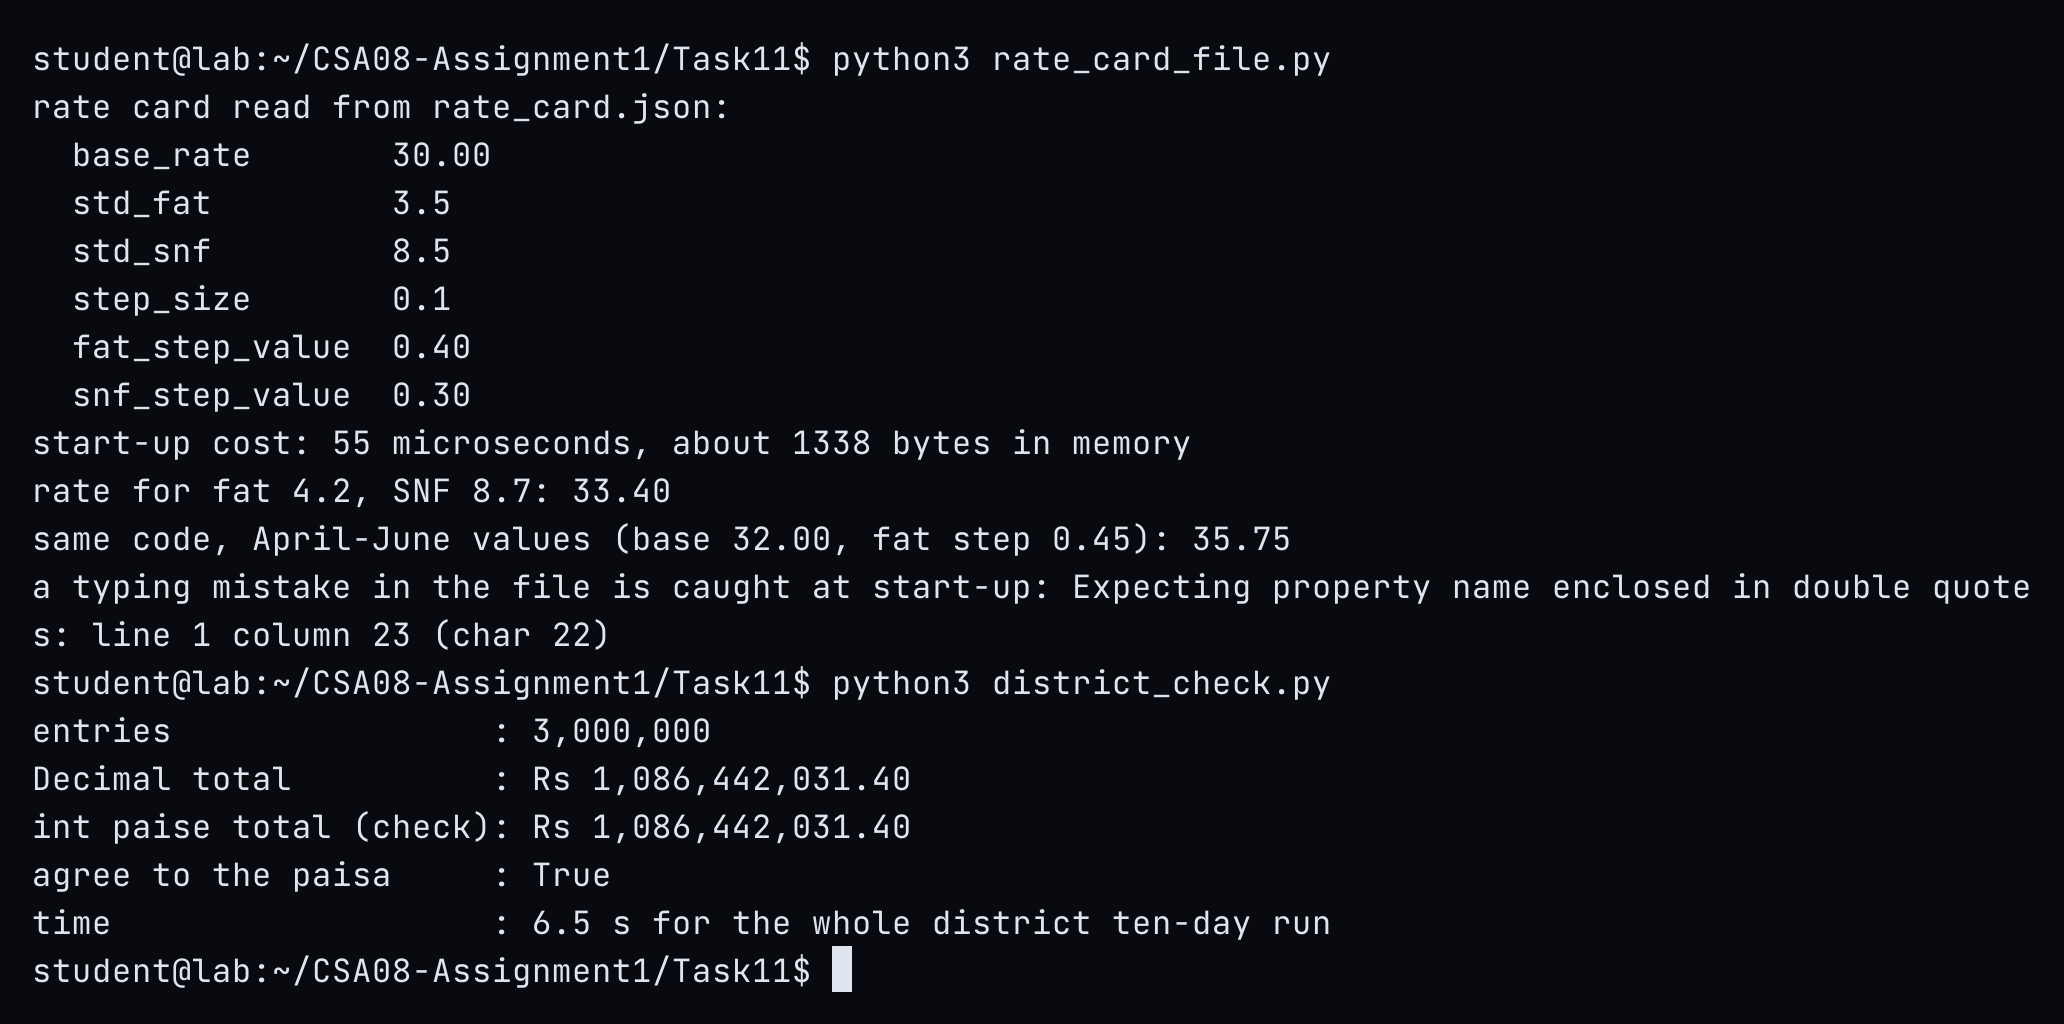 student@lab:~/CSA08-Assignment1/Task11$ python3 rate_card_file.py
rate card read from rate_card.json:
  base_rate       30.00
  std_fat         3.5
  std_snf         8.5
  step_size       0.1
  fat_step_value  0.40
  snf_step_value  0.30
start-up cost: 55 microseconds, about 1338 bytes in memory
rate for fat 4.2, SNF 8.7: 33.40
same code, April-June values (base 32.00, fat step 0.45): 35.75
a typing mistake in the file is caught at start-up: Expecting property name enclosed in double quote
s: line 1 column 23 (char 22)
student@lab:~/CSA08-Assignment1/Task11$ python3 district_check.py
entries                : 3,000,000
Decimal total          : Rs 1,086,442,031.40
int paise total (check): Rs 1,086,442,031.40
agree to the paisa     : True
time                   : 6.5 s for the whole district ten-day run
student@lab:~/CSA08-Assignment1/Task11$